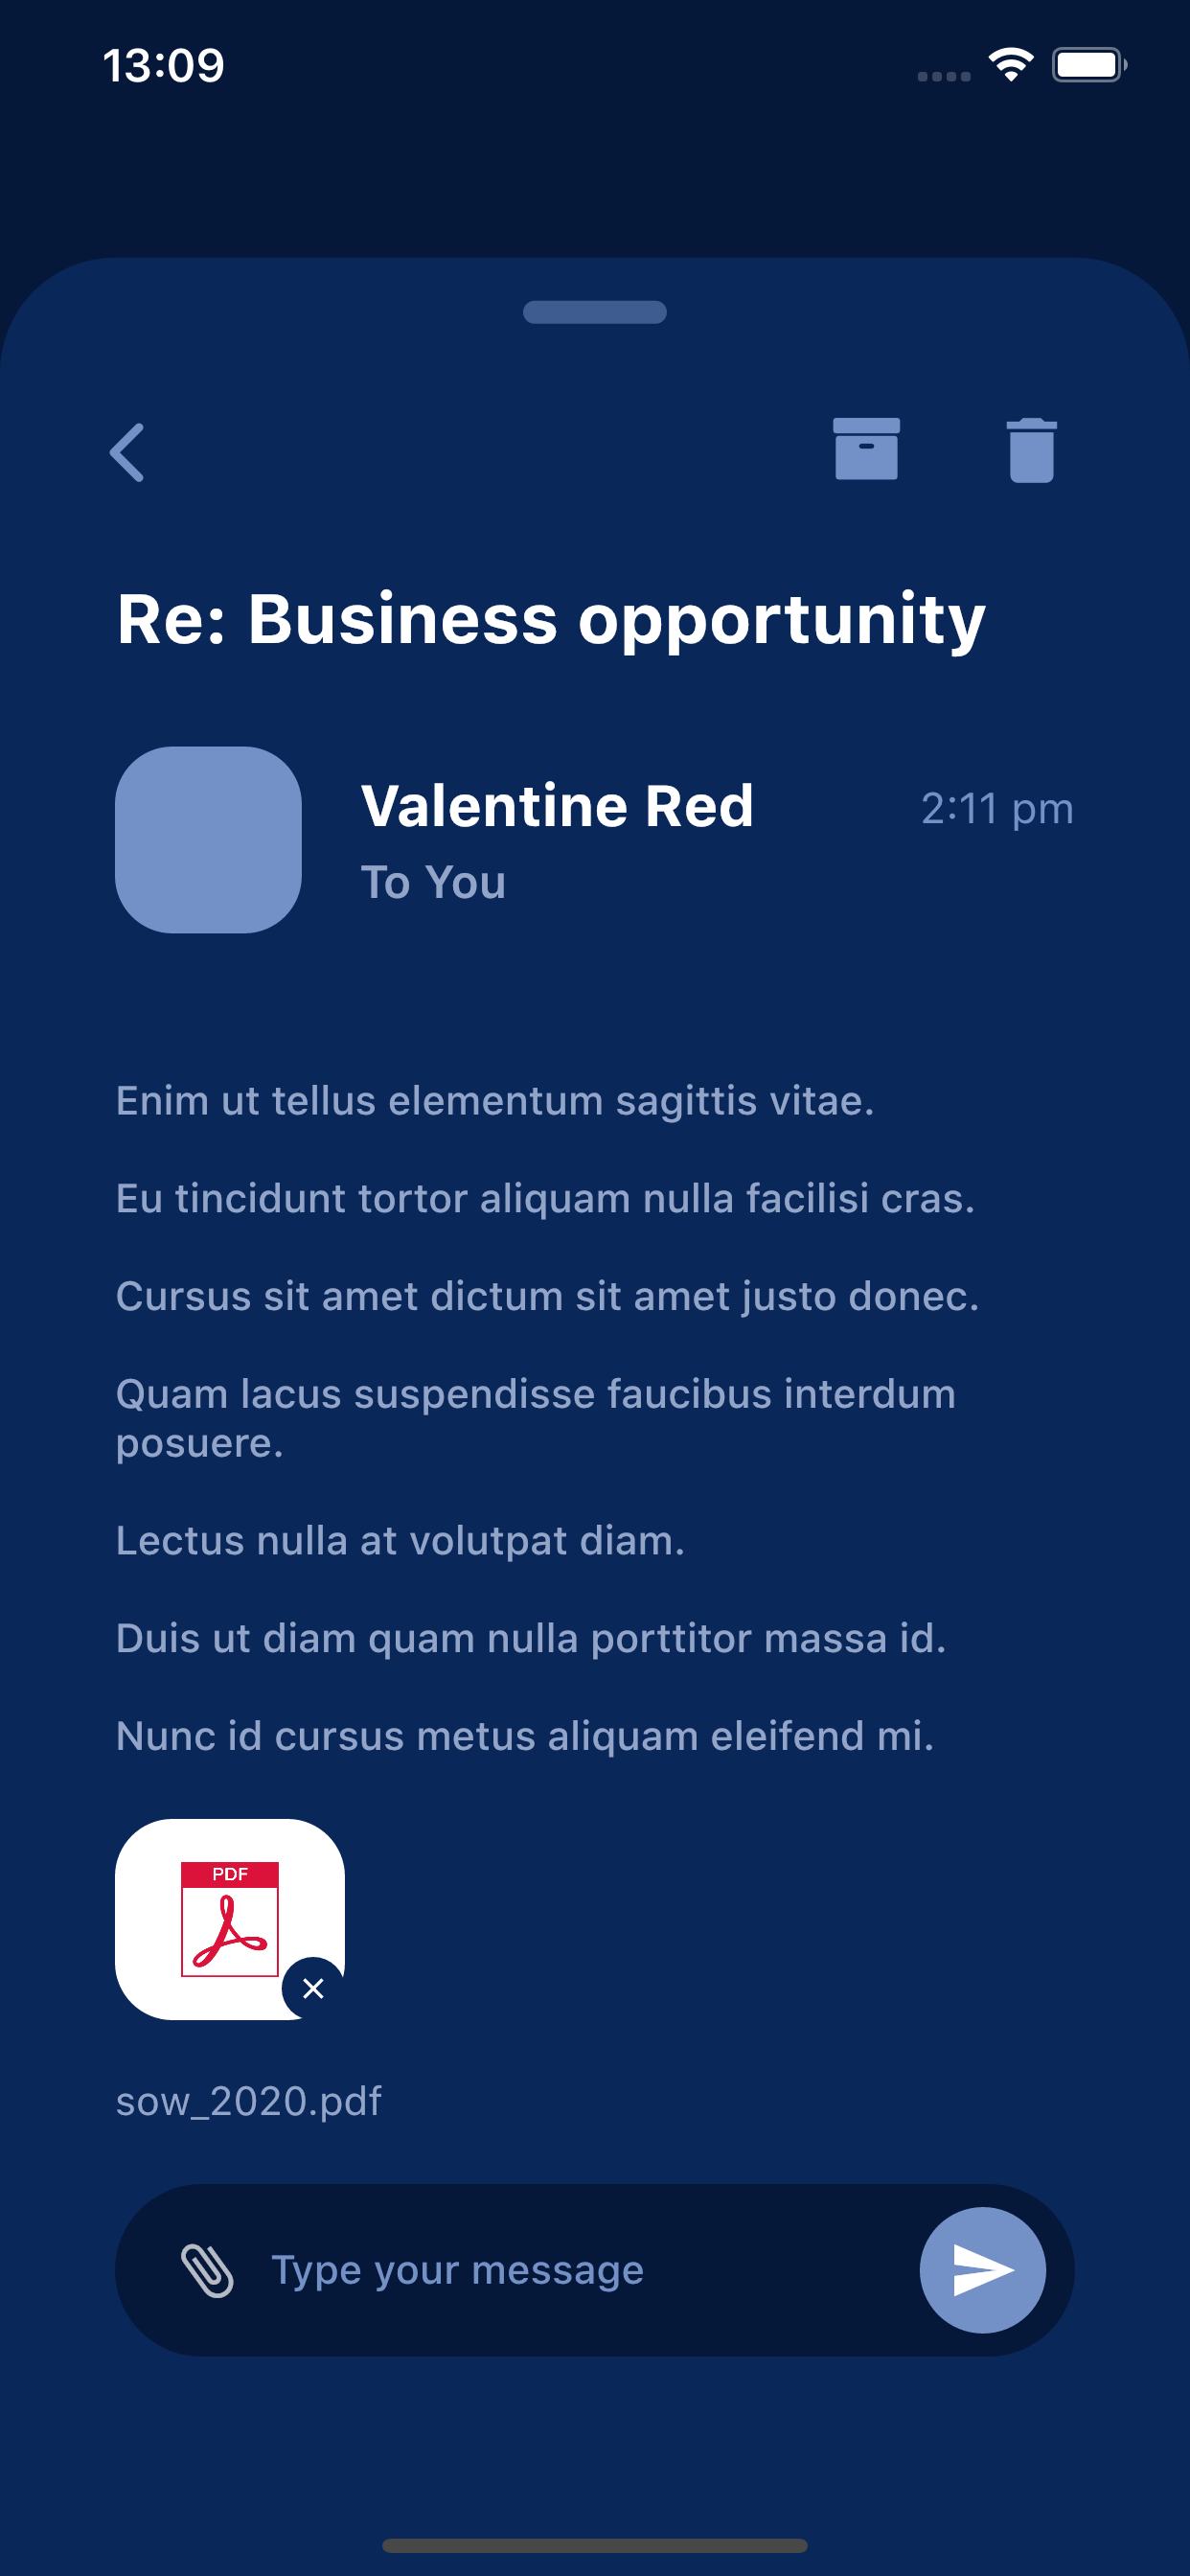 13:09
Re: Business opportunity
Valentine Red
2:11 pm
To You
Enim ut tellus elementum sagittis vitae.
Eu tincidunt tortor aliquam nulla facilisi cras.
Cursus sit amet dictum sit amet justo donec.
Quam lacus suspendisse faucibus interdum
posuere.
Lectus nulla at volutpat diam.
Duis ut diam quam nulla porttitor massa id.
Nunc id cursus metus aliquam eleifend mi.
PDF
sow_2020.pdf
Type your message